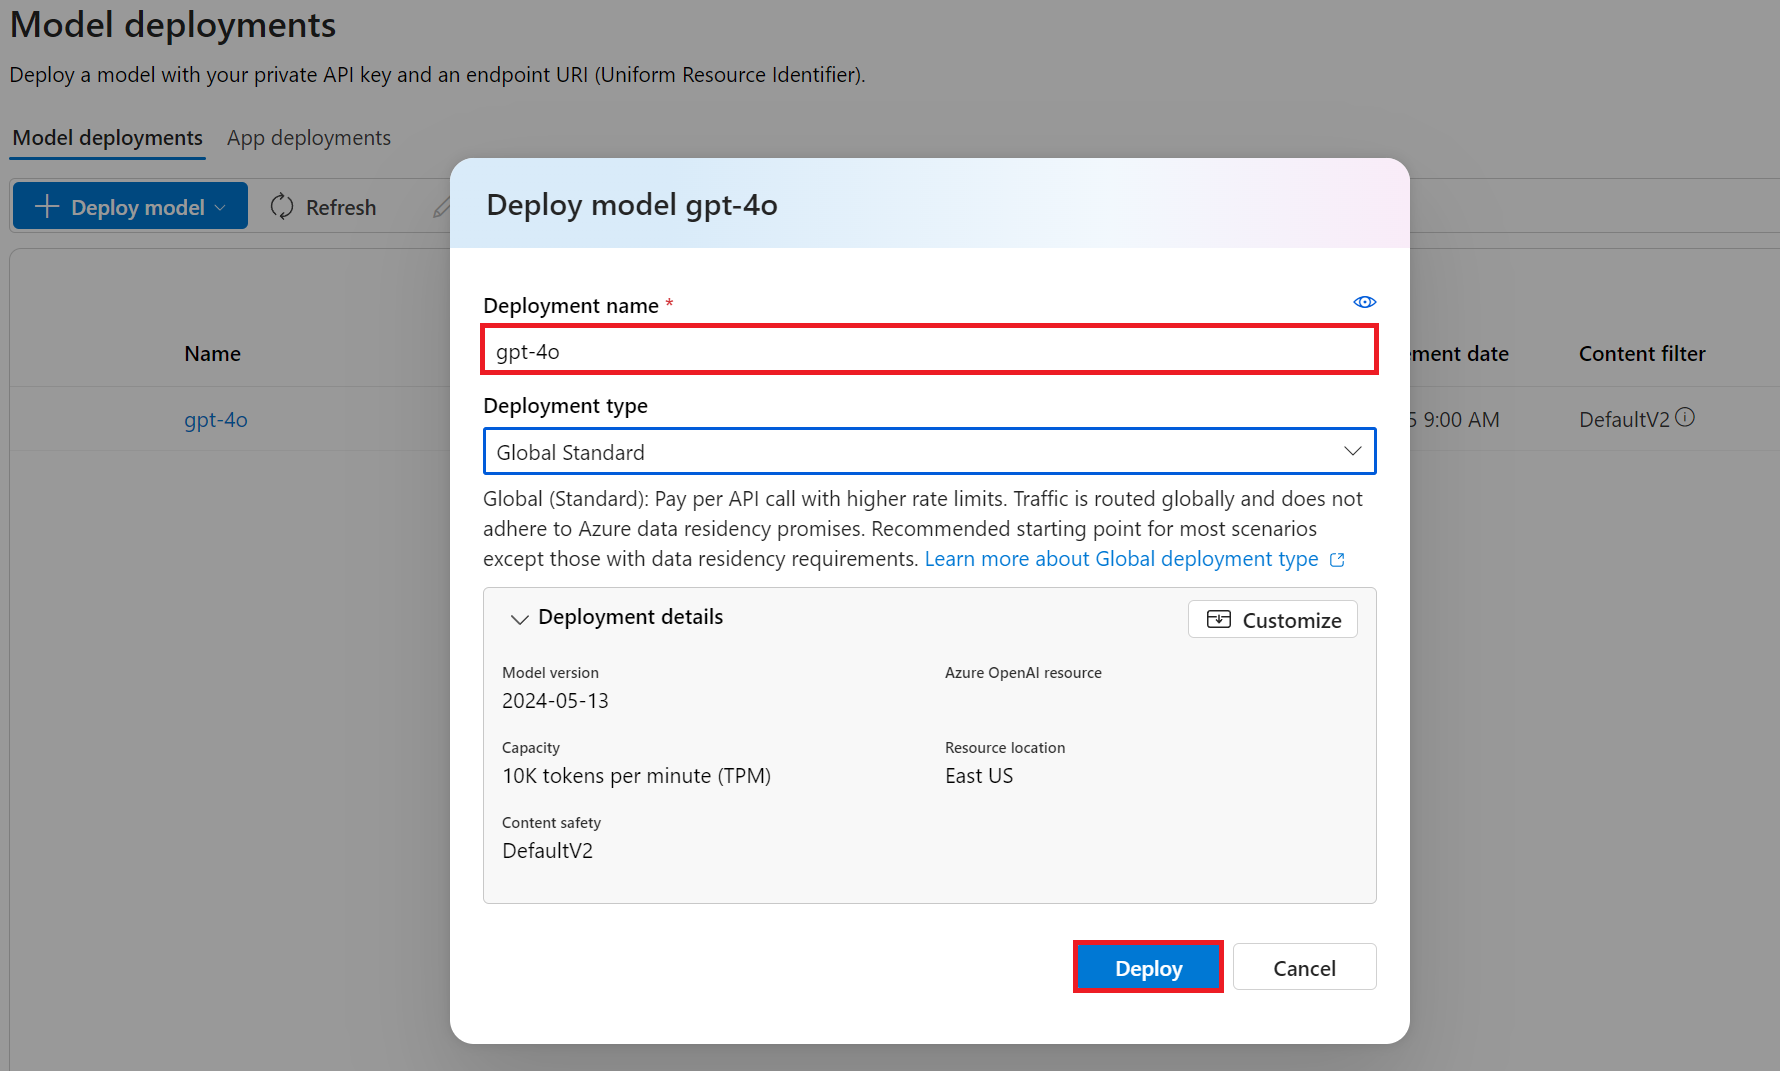 Model deployments
Deploy a model with your private API key and an endpoint URI (Uniform Resource Identifier).
Model deployments App deployments
Deploy model Refresh
Name
gpt-4o
Deploy model gpt-4o
Deployment name *
gpt-4o
Deployment type
Global Standard
Global (Standard): Pay per API call with higher rate limits. Traffic is routed globally and does not
adhere to Azure data residency promises. Recommended starting point for most scenarios
except those with data residency requirements. Learn more about Global deployment type
Deployment details
Customize
Model version
2024-05-13
Azure OpenAI resource
Capacity
10K tokens per minute (TPM)
Resource location
East US
Content safety
DefaultV2
Deploy Cancel
ement date Content filter
5 9:00 AM DefaultV2